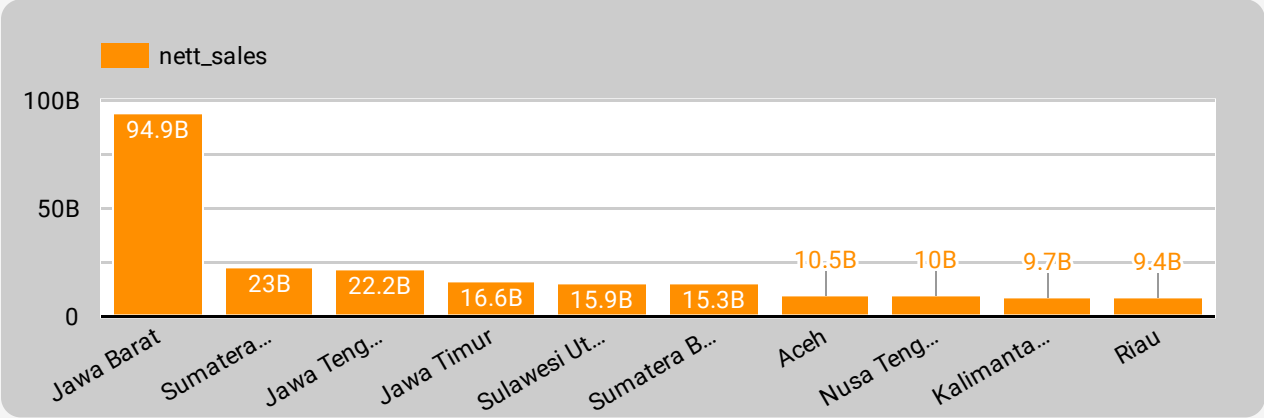 nett_sales
100B
50B
0
94.9B
23B
22.2B
16.6B
15.9B
15.3B
10.5B
10B
9.7B
9.4B
Jawa Barat
Sumatera...
Jawa Teng...
Jawa Timur
Sulawesi Ut...
Sumatera B...
Aceh
Nusa Teng...
Kalimanta...
Riau